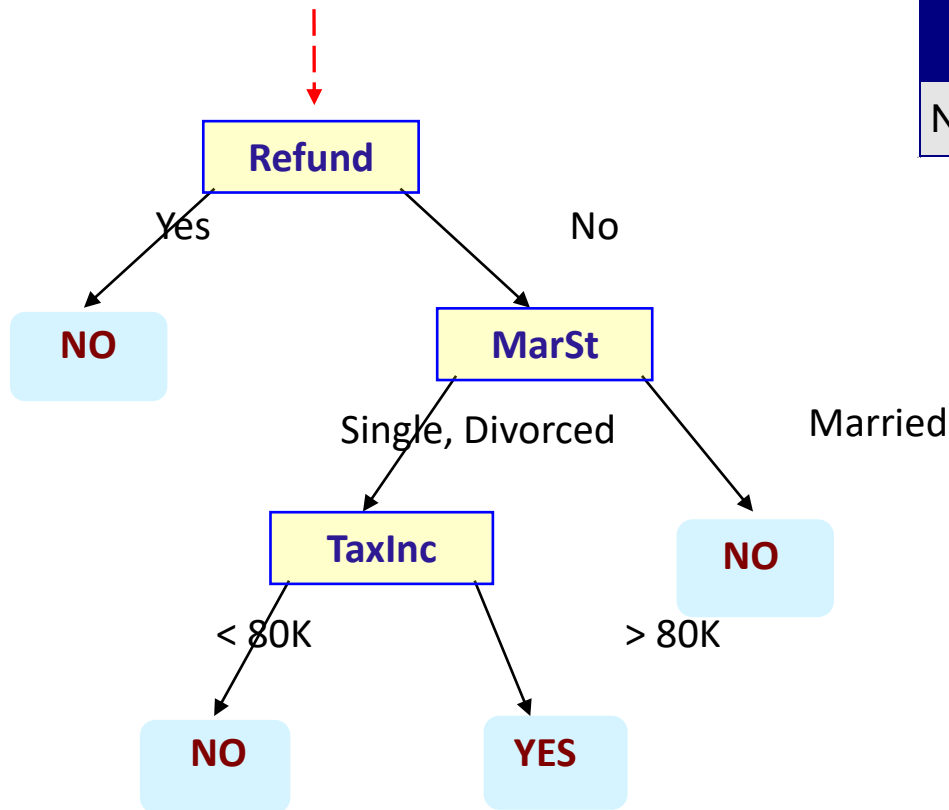 Refund
Yes
No
NO
MarSt
Single, Divorced
Married
TaxInc
NO
< 80K
> 80K
NO
YES